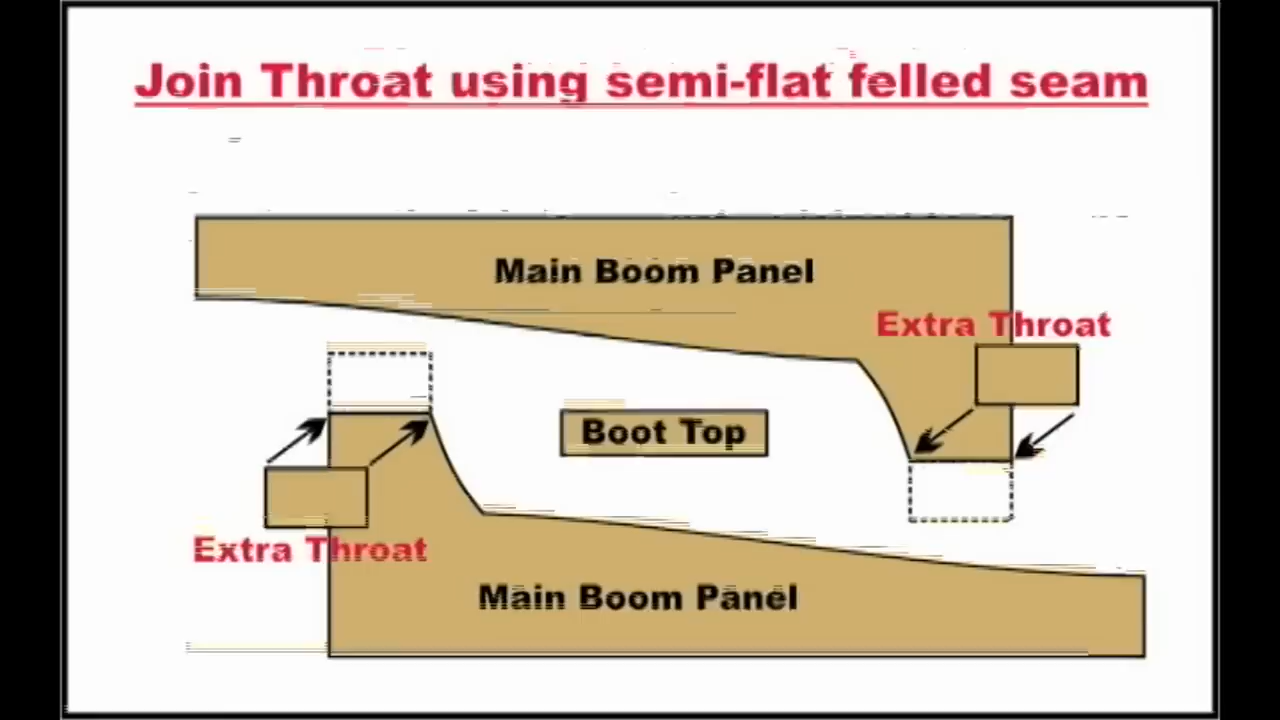 Join Throat using semi-flat felled seam
Main Boom Panel
Extra Throat
Boot Top
Extra Throat
Main Boom Panel